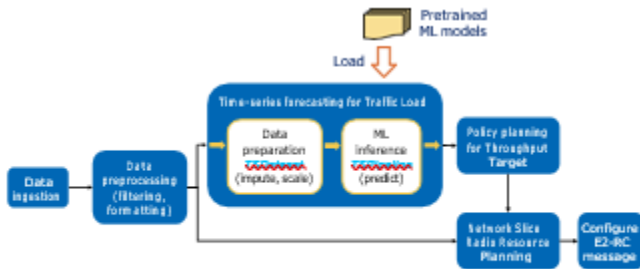 Pretrained
ML models
Load
Time-series forecasting for Traffic Load
Data
preparation
(impute, scale)
ML
inference
(predict)
Policy planning
for Throughput
Target
Data
ingestion
Data
preprocessing
(filtering,
formatting)
Network Slice
Radio Resource
Planning
Configure
E2-RC
message